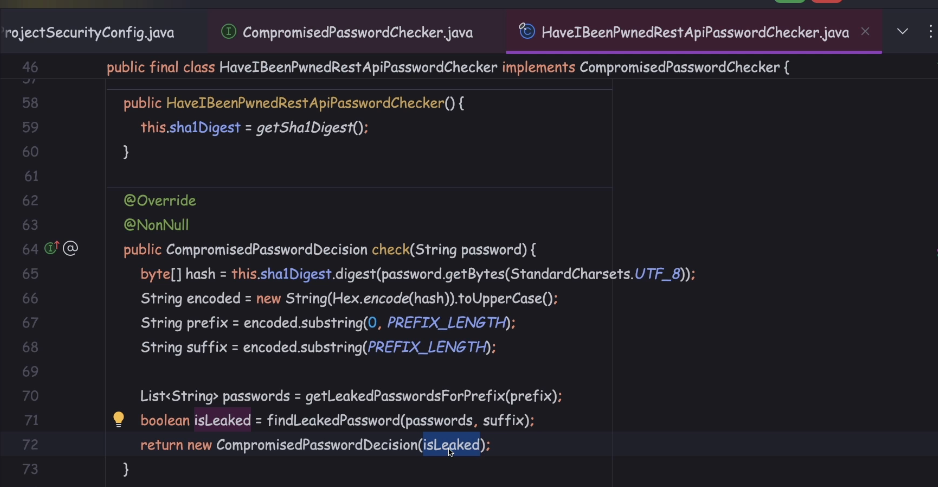 rojectSecurityConfig.java CompromisedPasswordChecker.java HaveIBeenPwnedRestApiPasswordChecker.java
46 public final class HaveIBeenPwnedRestApiPasswordChecker implements CompromisedPasswordChecker {
57
58 public HaveIBeenPwnedRestApiPasswordChecker() {
59 this.sha1Digest = getSha1Digest();
60 }
61
62 @Override
63 @NonNull
64 public CompromisedPasswordDecision check(String password) {
65 byte[] hash = this.sha1Digest.digest(password.getBytes(StandardCharsets.UTF_8));
66 String encoded = new String(Hex.encode(hash)).toUpperCase();
67 String prefix = encoded.substring(0, PREFIX_LENGTH);
68 String suffix = encoded.substring(PREFIX_LENGTH);
69
70 List<String> passwords = getLeakedPasswordsForPrefix(prefix);
71 boolean isLeaked = findLeakedPassword(passwords, suffix);
72 return new CompromisedPasswordDecision(isLeaked);
73 }